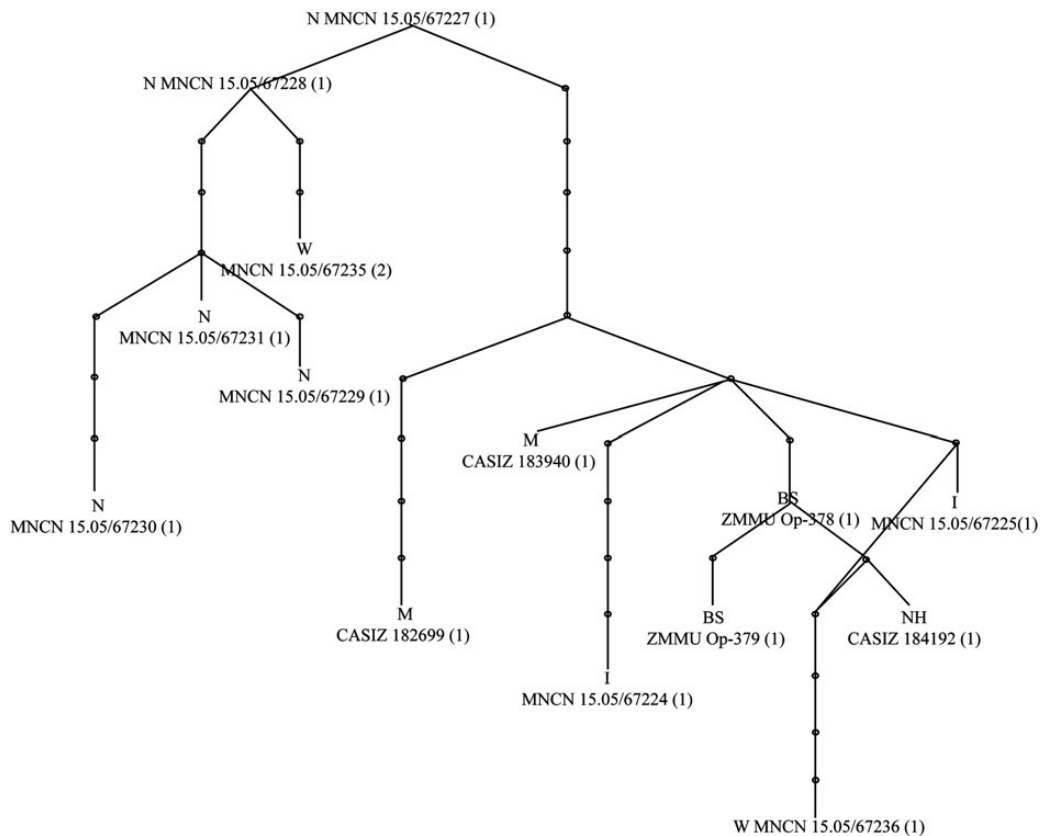 N MNCN 15.05/67227 (1)
N MNCN 15.05/67228 (1)
W
MNCN 15.05/67235 (2)
N
MNCN 15.05/67231 (1)
N
MNCN 15.05/67229 (1)
M
CASIZ 183940 (1)
N
MNCN 15.05/67230 (1)
BS
ZMMU Op-378 (1)
I
MNCN 15.05/67225(1)
M
CASIZ 182699 (1)
BS
ZMMU Op-379 (1)
NH
CASIZ 184192 (1)
I
MNCN 15.05/67224 (1)
W MNCN 15.05/67236 (1)